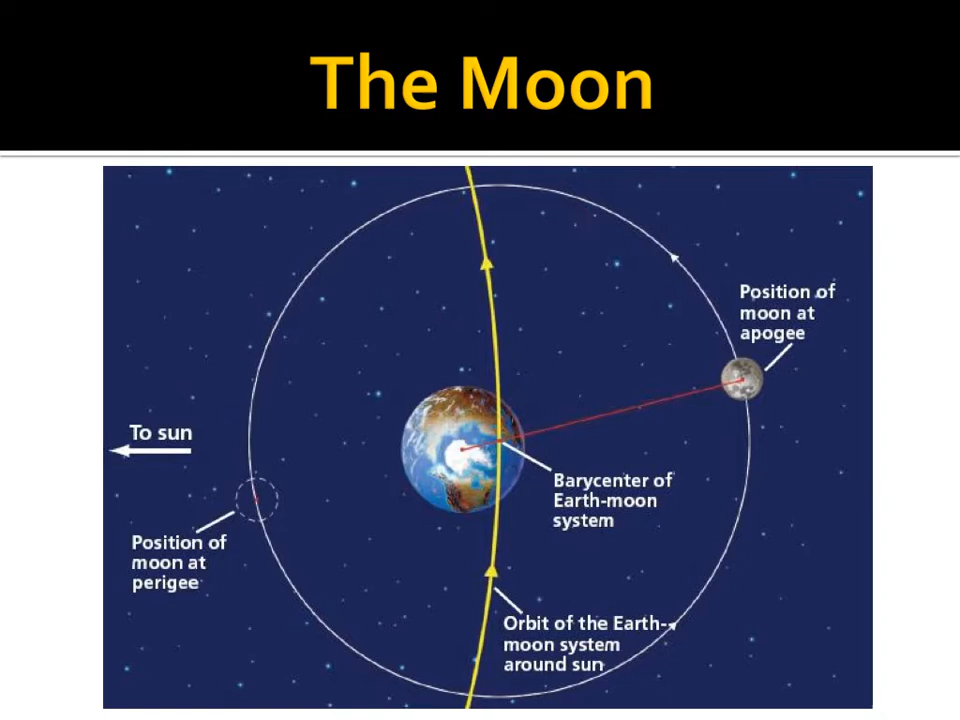 The Moon
Position of
moon at
apogee
To sun
Barycenter of
Earth-moon
system
Position of
moon at
perigee
Orbit of the Earth-
moon system
around sun